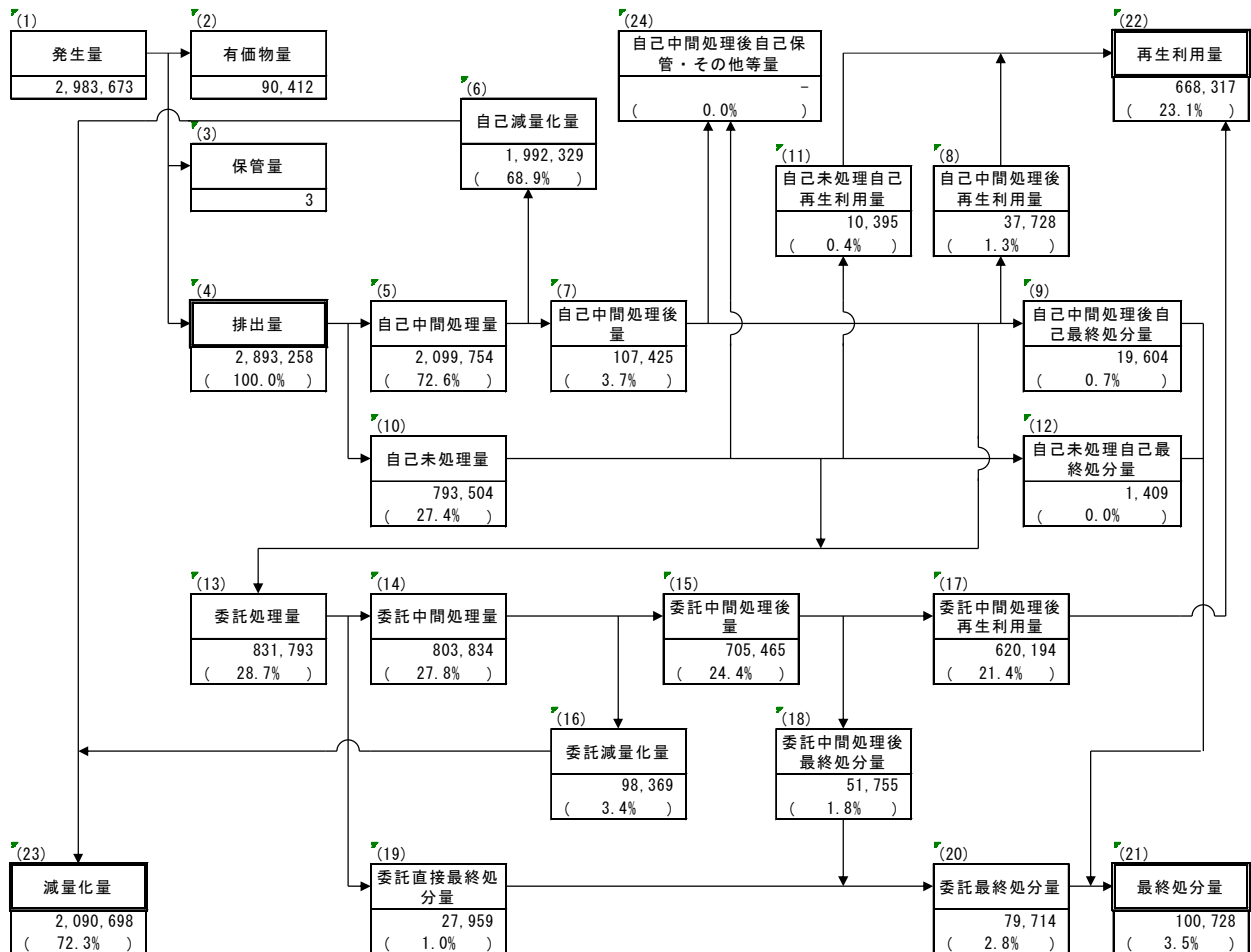 (1)
発生量
2,983,673
(2)
有価物量
90,412
(24)
自己中間処理後自己保
管・その他等量
－
( 0.0% )
(22)
再生利用量
668,317
( 23.1% )
(6)
自己減量化量
1,992,329
( 68.9% )
(3)
保管量
3
(11)
自己未処理自己
再生利用量
10,395
( 0.4% )
(8)
自己中間処理後
再生利用量
37,728
( 1.3% )
(4)
排出量
2,893,258
( 100.0% )
(5)
自己中間処理量
2,099,754
( 72.6% )
(7)
自己中間処理後
量
107,425
( 3.7% )
(9)
自己中間処理後自
己最終処分量
19,604
( 0.7% )
(10)
自己未処理量
793,504
( 27.4% )
(12)
自己未処理自己最
終処分量
1,409
( 0.0% )
(13)
委託処理量
831,793
( 28.7% )
(14)
委託中間処理量
803,834
( 27.8% )
(15)
委託中間処理後
量
705,465
( 24.4% )
(17)
委託中間処理後
再生利用量
620,194
( 21.4% )
(16)
委託減量化量
98,369
( 3.4% )
(18)
委託中間処理後
最終処分量
51,755
( 1.8% )
(23)
減量化量
2,090,698
( 72.3% )
(19)
委託直接最終処
分量
27,959
( 1.0% )
(20)
委託最終処分量
79,714
( 2.8% )
(21)
最終処分量
100,728
( 3.5% )